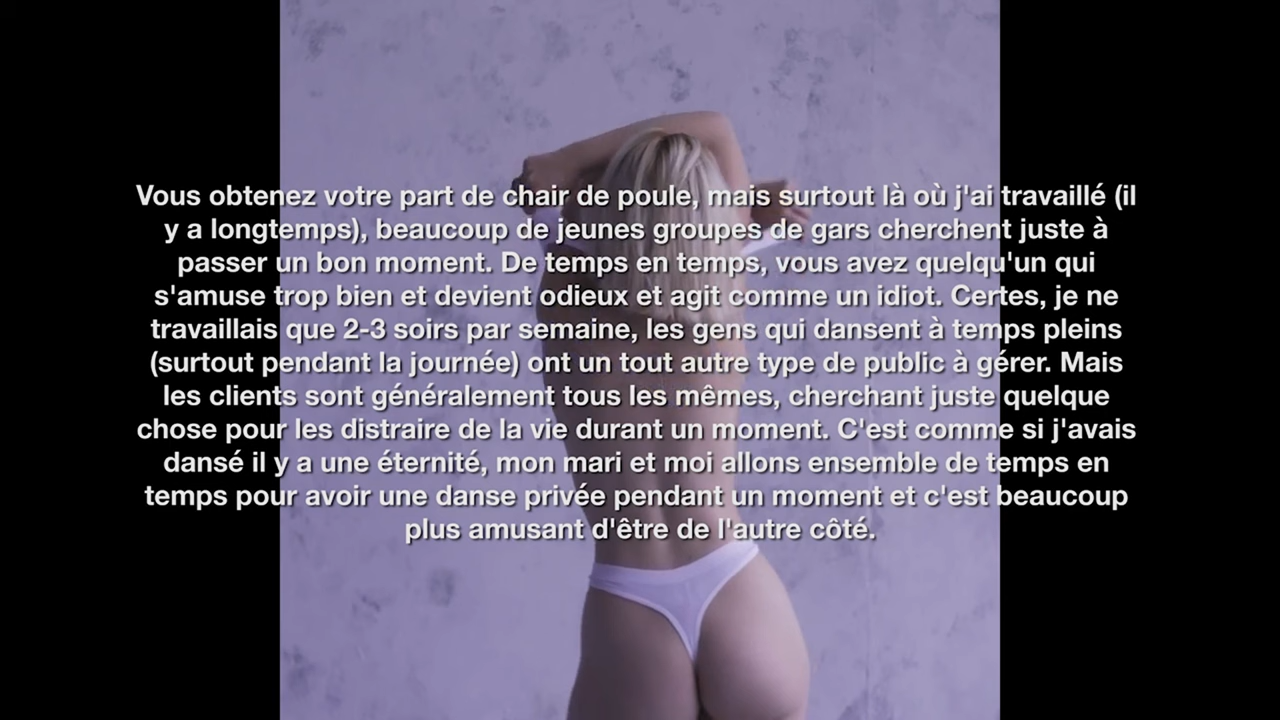 Vous obtenez votre part de chair de poule, mais surtout là où j'ai travaillé (il
y a longtemps), beaucoup de jeunes groupes de gars cherchent juste à
passer un bon moment. De temps en temps, vous avez quelqu'un qui
s'amuse trop bien et devient odieux et agit comme un idiot. Certes, je ne
travaillais que 2-3 soirs par semaine, les gens qui dansent à temps pleins
(surtout pendant la journée) ont un tout autre type de public à gérer. Mais
les clients sont généralement tous les mêmes, cherchant juste quelque
chose pour les distraire de la vie durant un moment. C'est comme si j'avais
dansé il y a une éternité, mon mari et moi allons ensemble de temps en
temps pour avoir une danse privée pendant un moment et c'est beaucoup
plus amusant d'être de l'autre côté.